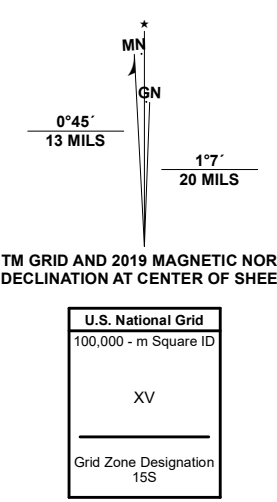 MN
GN
0°45´
13 MILS
1°7´
20 MILS
TM GRID AND 2019 MAGNETIC NOR
DECLINATION AT CENTER OF SHEE
U.S. National Grid
100,000 - m Square ID
XV
Grid Zone Designation
15S